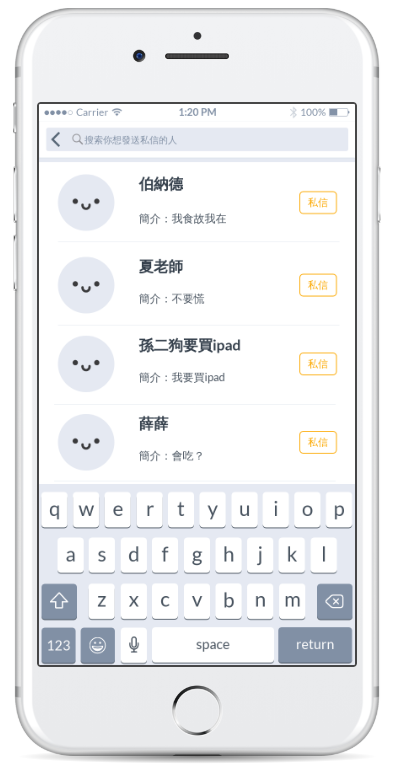 Carrier 1:20 PM 100%
搜索你想發送私信的人
伯納德
簡介：我食故我在
私信
夏老師
簡介：不要慌
私信
孫二狗要買ipad
簡介：我要買ipad
私信
薛薛
簡介：會吃？
私信
q w e r t y u i o p
a s d f g h j k l
z x c v b n m
123 space return